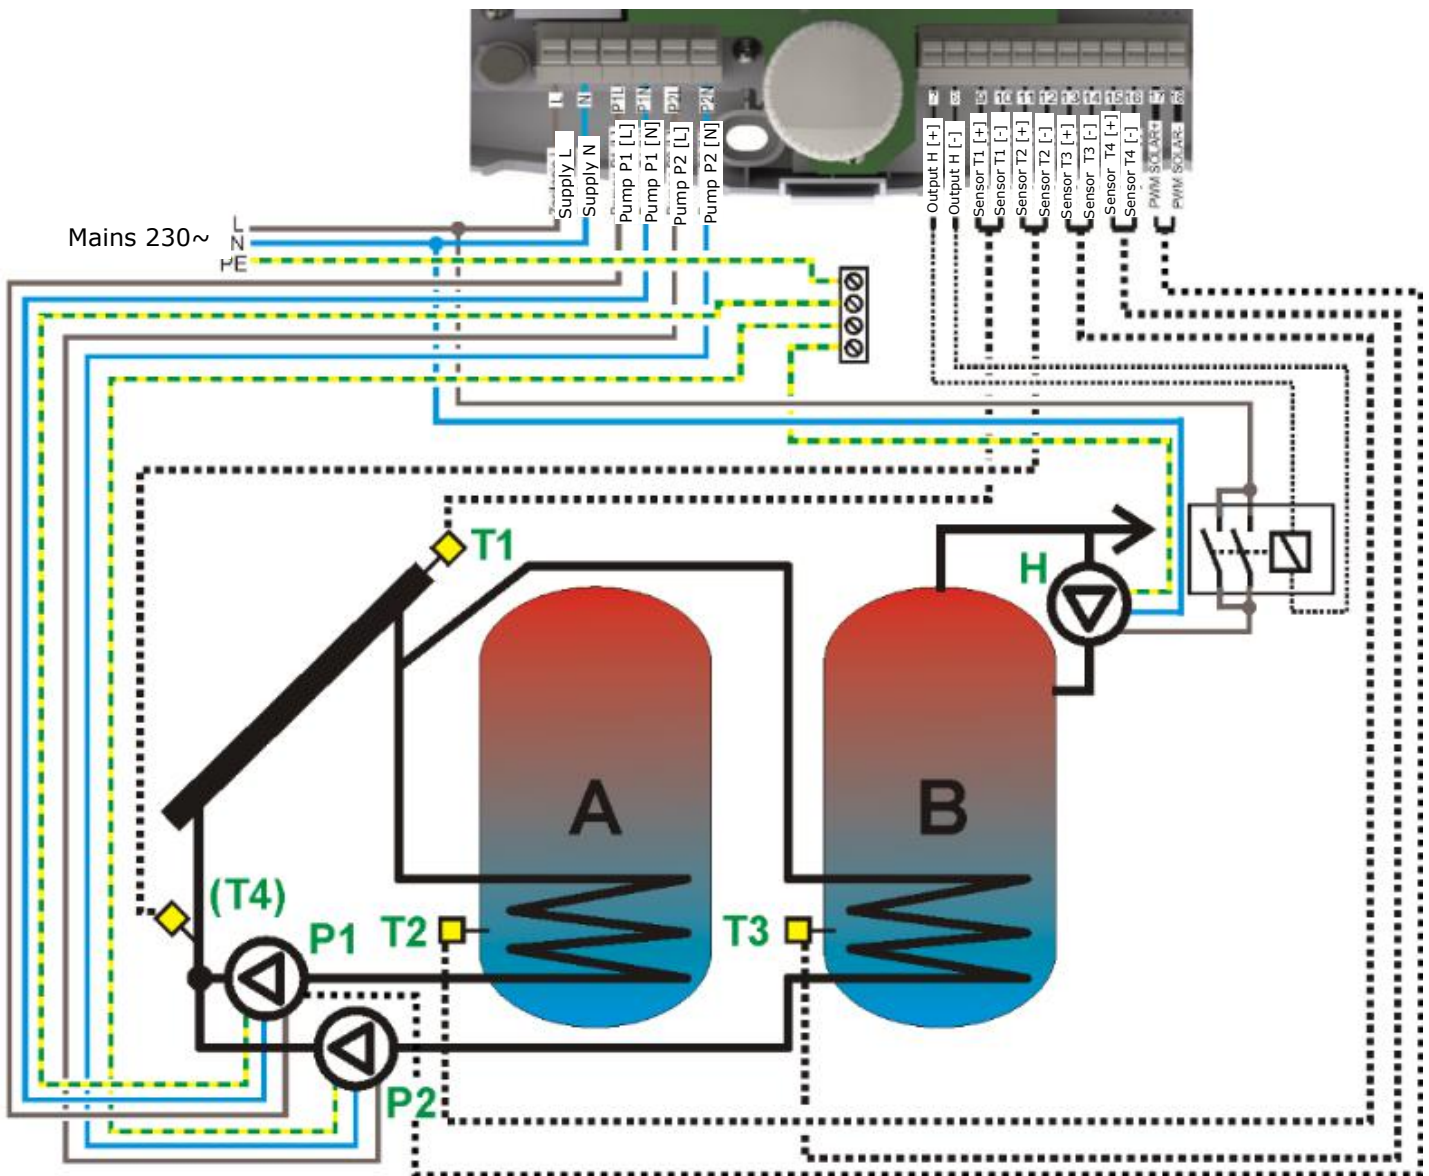 L
N
P1L
P1N
P2L
P2N
7
8
9
10
11
12
13
14
15
16
17
18
Supply L
Supply N
Pump P1 [L]
Pump P1 [N]
Pump P2 [L]
Pump P2 [N]
Output H [+]
Output H [-]
Sensor T1 [+]
Sensor T1 [-]
Sensor T2 [+]
Sensor T2 [-]
Sensor T3 [+]
Sensor T3 [-]
Sensor T4 [+]
Sensor T4 [-]
PWM SOLAR+
PWM SOLAR-
Mains 230~
L
N
PE
T1
H
A
B
(T4)
P1
T2
T3
P2